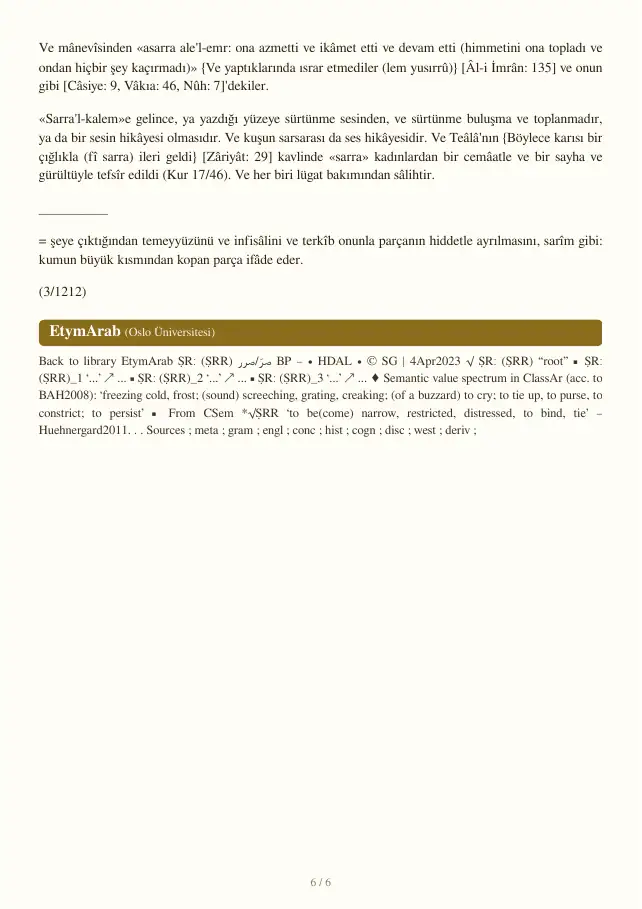 Ve mânevîsinden «asarra ale'l-emr: ona azmetti ve ikâmet etti ve devam etti (himmetini ona topladı ve
ondan hiçbir şey kaçırmadı)» {Ve yaptıklarında ısrar etmediler (lem yusırrû)} [Âl-i İmrân: 135] ve onun
gibi [Câsiye: 9, Vâkıa: 46, Nûh: 7]'dekiler.
«Sarra'l-kalem»e gelince, ya yazdığı yüzeye sürtünme sesinden, ve sürtünme buluşma ve toplanmadır,
ya da bir sesin hikâyesi olmasıdır. Ve kuşun sarsarası da ses hikâyesidir. Ve Teâlâ'nın {Böylece karısı bir
çığlıkla (fî sarra) ileri geldi} [Zâriyât: 29] kavlinde «sarra» kadınlardan bir cemâatle ve bir sayha ve
gürültüyle tefsîr edildi (Kur 17/46). Ve her biri lügat bakımından sâlihtir.
= şeye çıktığından temeyyüzünü ve infisâlini ve terkîb onunla parçanın hiddetle ayrılmasını, sarîm gibi:
kumun büyük kısmından kopan parça ifâde eder.
(3/1212)
EtymArab (Oslo Üniversitesi)
Back to library EtymArab ṢR: (ṢRR) صرّ/صرر BP – • HDAL • © SG | 4Apr2023 √ ṢR: (ṢRR) “root” ▪ ṢR:
(ṢRR)_1 ‘...’ ↗ ... ▪ ṢR: (ṢRR)_2 ‘...’ ↗ ... ▪ ṢR: (ṢRR)_3 ‘...’ ↗ ... ♦ Semantic value spectrum in ClassAr (acc. to
BAH2008): ‘freezing cold, frost; (sound) screeching, grating, creaking; (of a buzzard) to cry; to tie up, to purse, to
constrict; to persist’ ▪ From CSem *√ṢRR ‘to be(come) narrow, restricted, distressed, to bind, tie’ –
Huehnergard2011. . . Sources ; meta ; gram ; engl ; conc ; hist ; cogn ; disc ; west ; deriv ;
6 / 6